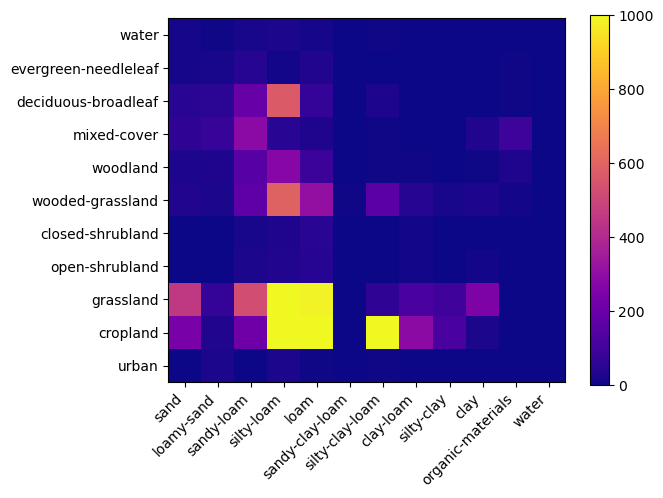 water
evergreen-needleleaf
deciduous-broadleaf
mixed-cover
woodland
wooded-grassland
closed-shrubland
open-shrubland
grassland
cropland
urban
sand
loamy-sand
sandy-loam
silty-loam
loam
sandy-clay-loam
silty-clay-loam
clay-loam
silty-clay
clay
organic-materials
water
1000
800
600
400
200
0